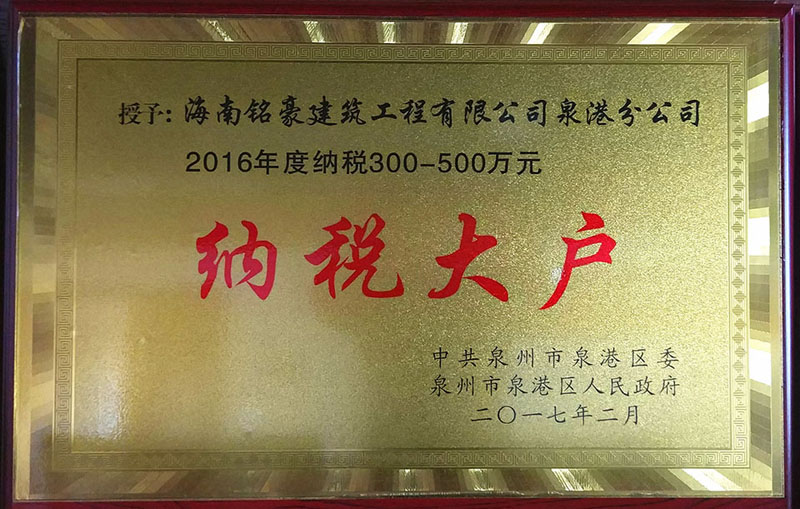 授予：海南铭豪建筑工程有限公司泉港分公司
2016年度纳税300-500万元
纳税大户
中共泉州市泉港区委
泉州市泉港区人民政府
二〇一七年二月